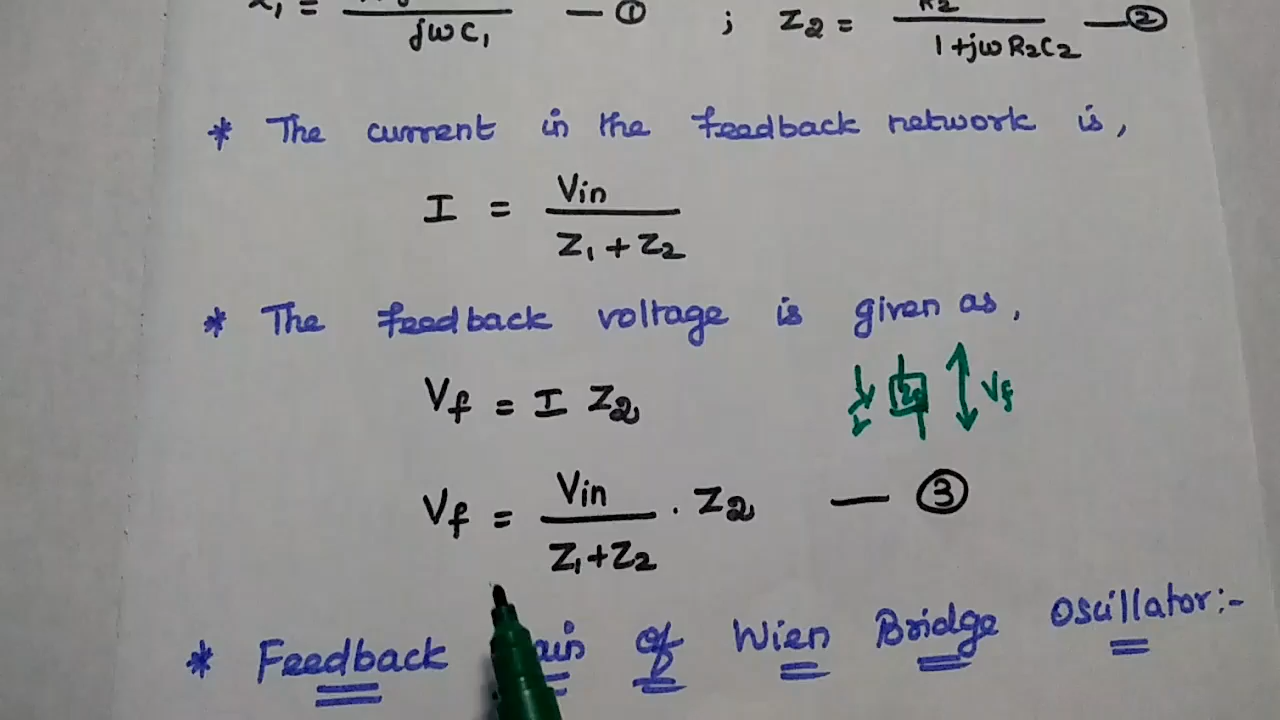 Z1 = ——— jωC1 — ① ; Z2 = R2 / 1+jωR2C2 — ②
* The current in the feedback network is,
I = Vin / Z1 + Z2
* The feedback voltage is given as,
Vf = I Z2
Vf
Vf = Vin / Z1+Z2 . Z2 — ③
* Feedback of Wien Bridge Oscillator:-